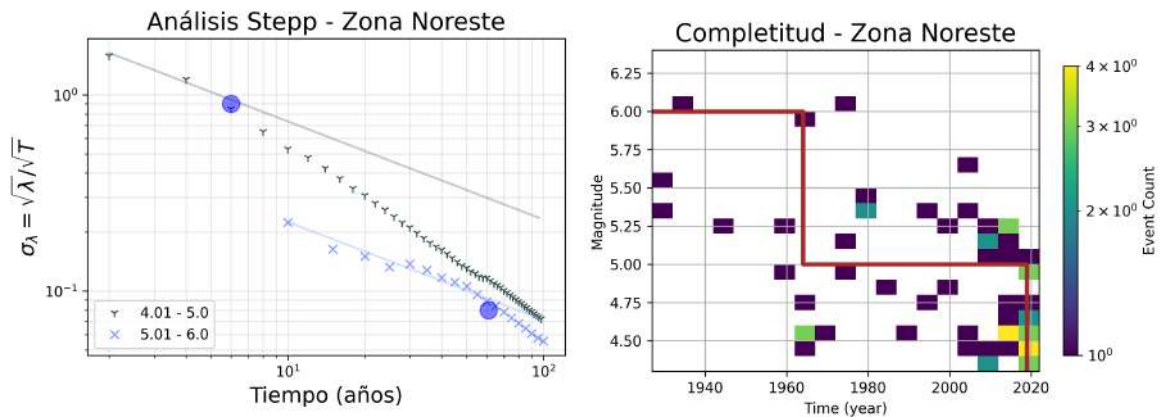 Análisis Stepp - Zona Noreste
σλ = √λ/√T
10⁰
10⁻¹
4.01 - 5.0
5.01 - 6.0
10¹
10²
Tiempo (años)
Completitud - Zona Noreste
Magnitude
6.25
6.00
5.75
5.50
5.25
5.00
4.75
4.50
1940
1960
1980
2000
2020
Time (year)
4 × 10⁰
3 × 10⁰
2 × 10⁰
10⁰
Event Count